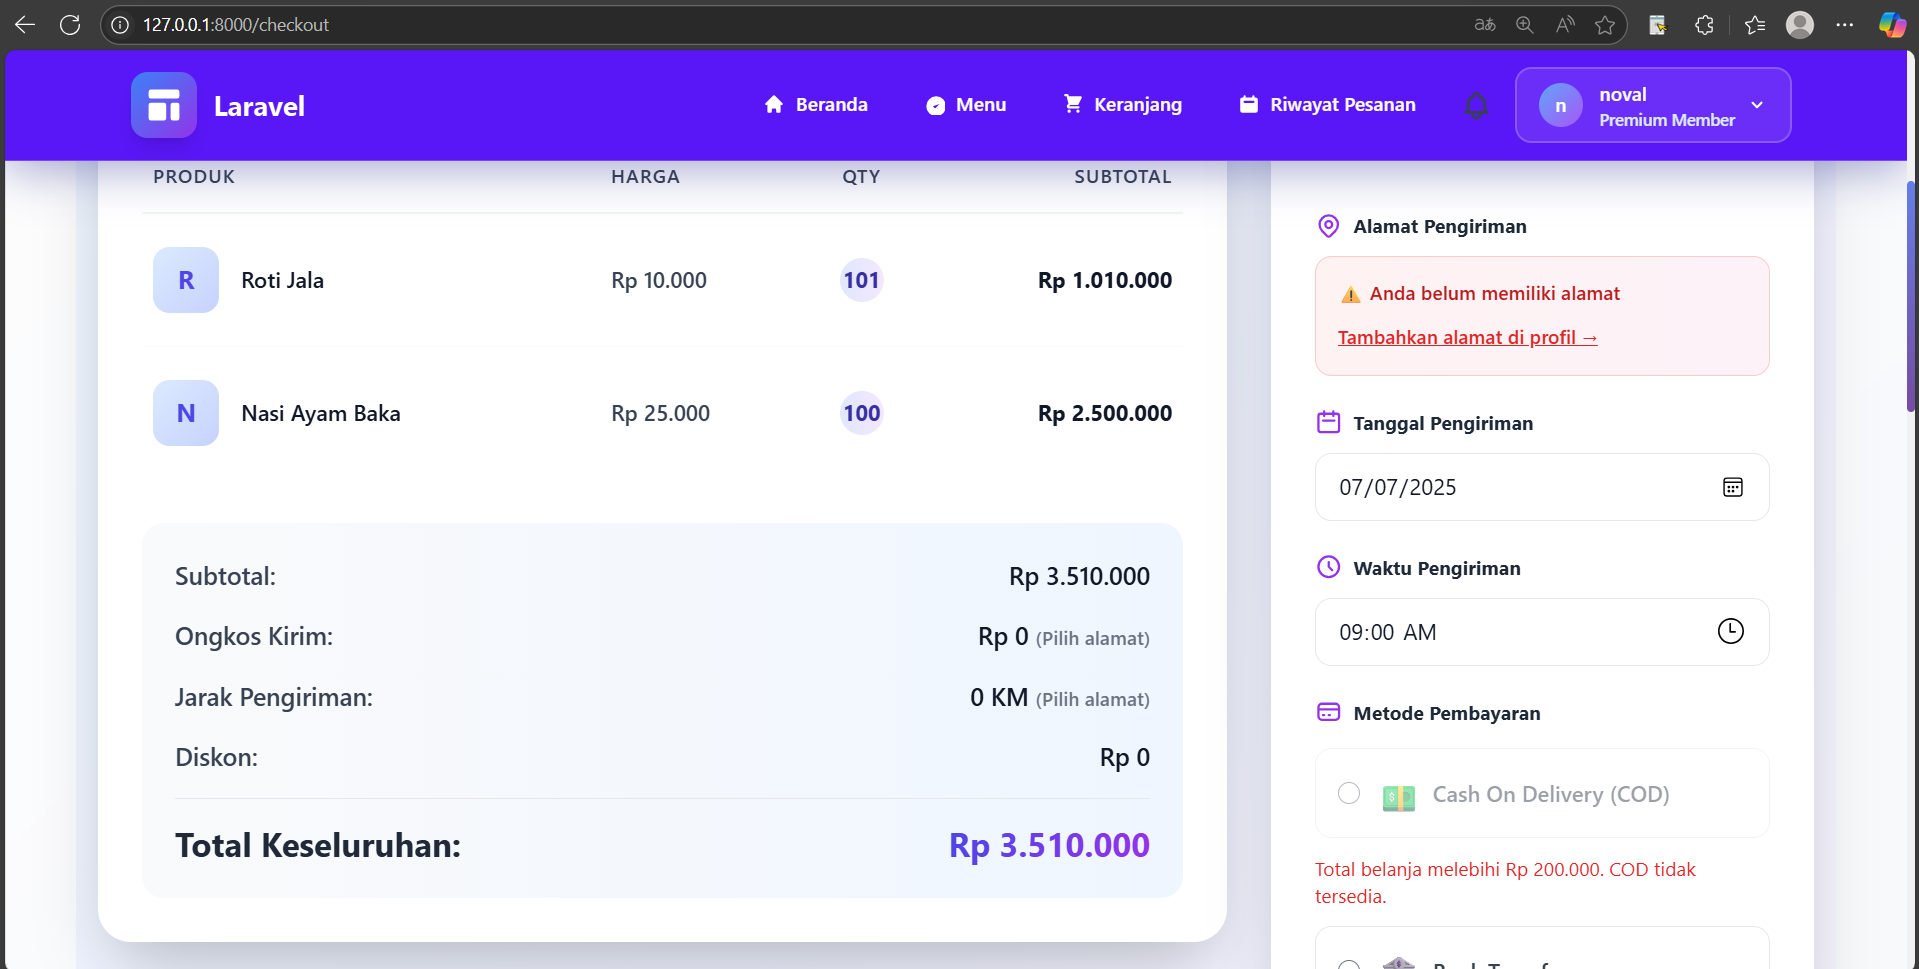 127.0.0.1:8000/checkout
Laravel
Beranda
Menu
Keranjang
Riwayat Pesanan
n
noval
Premium Member
PRODUK HARGA QTY SUBTOTAL
R Roti Jala Rp 10.000 101 Rp 1.010.000
N Nasi Ayam Baka Rp 25.000 100 Rp 2.500.000
Subtotal: Rp 3.510.000
Ongkos Kirim: Rp 0 (Pilih alamat)
Jarak Pengiriman: 0 KM (Pilih alamat)
Diskon: Rp 0
Total Keseluruhan: Rp 3.510.000
Alamat Pengiriman
Anda belum memiliki alamat
Tambahkan alamat di profil →
Tanggal Pengiriman
07/07/2025
Waktu Pengiriman
09:00 AM
Metode Pembayaran
Cash On Delivery (COD)
Total belanja melebihi Rp 200.000. COD tidak
tersedia.